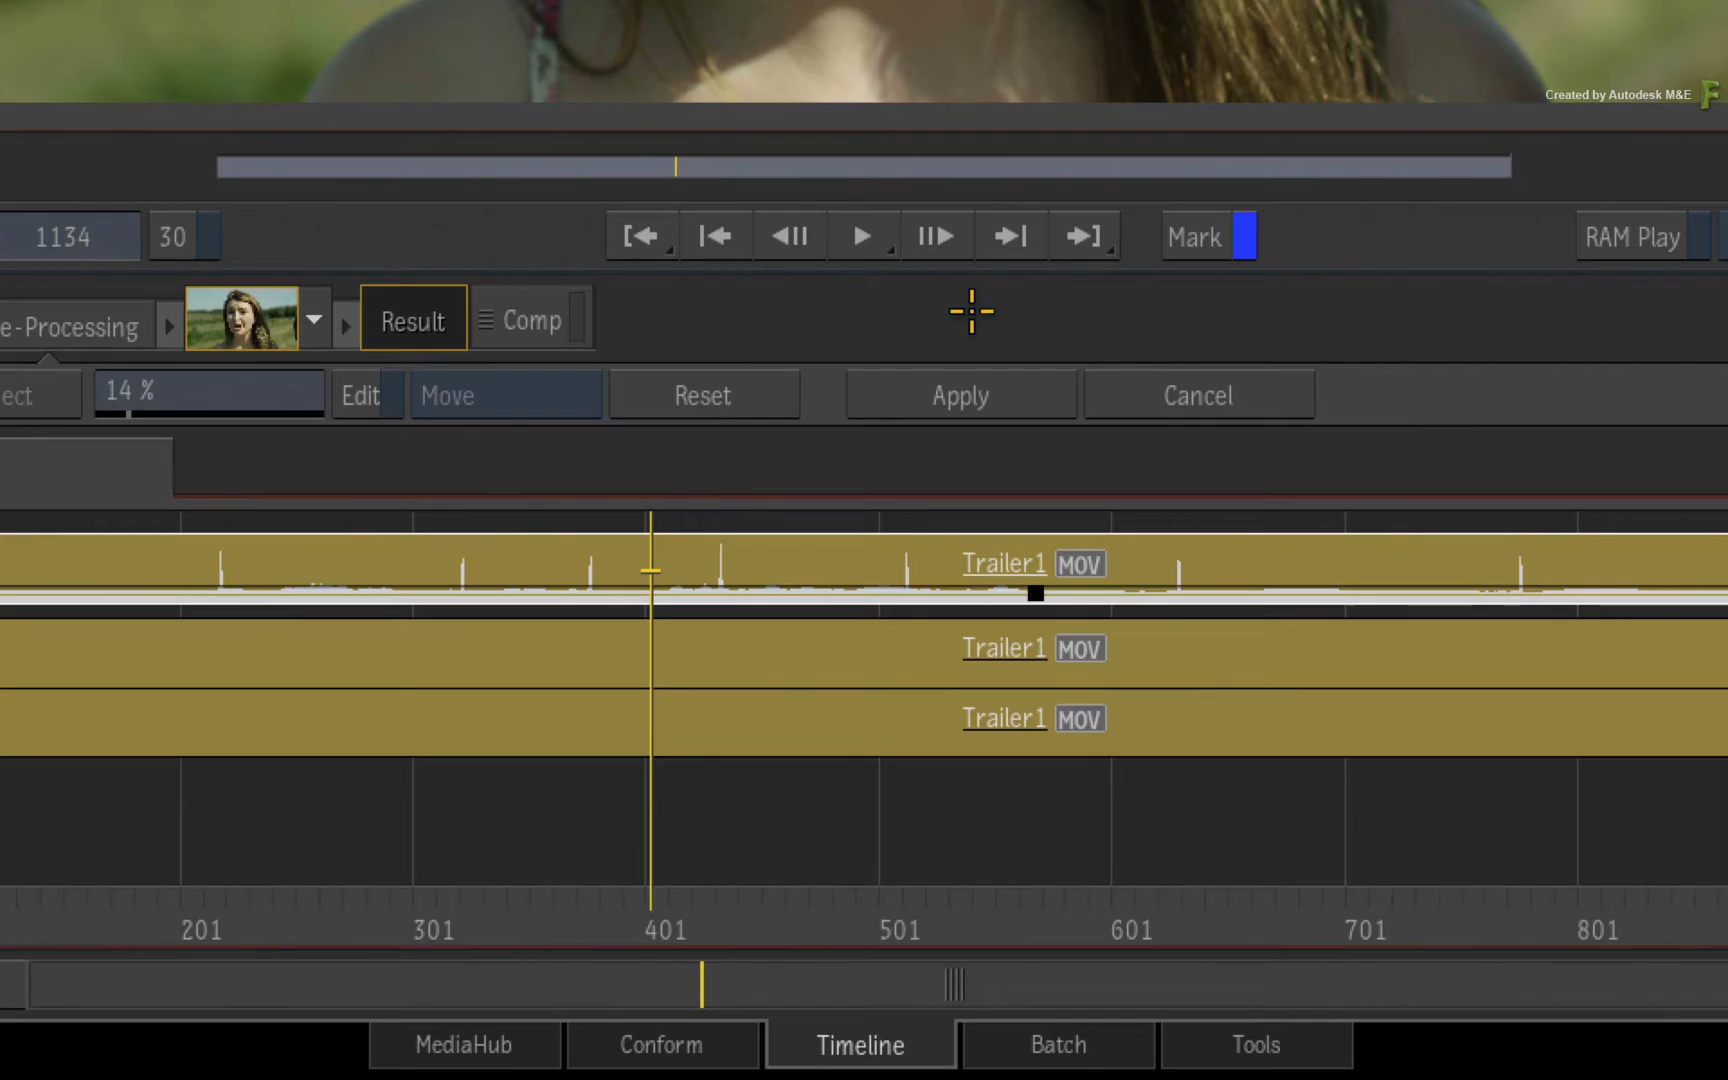 Created by Autodesk M&E
1134 30 Mark RAM Play
e-Processing Result Comp
ect 14 % Edit Move Reset Apply Cancel
Trailer1 MOV
Trailer1 MOV
Trailer1 MOV
201 301 401 501 601 701 801
MediaHub Conform Timeline Batch Tools